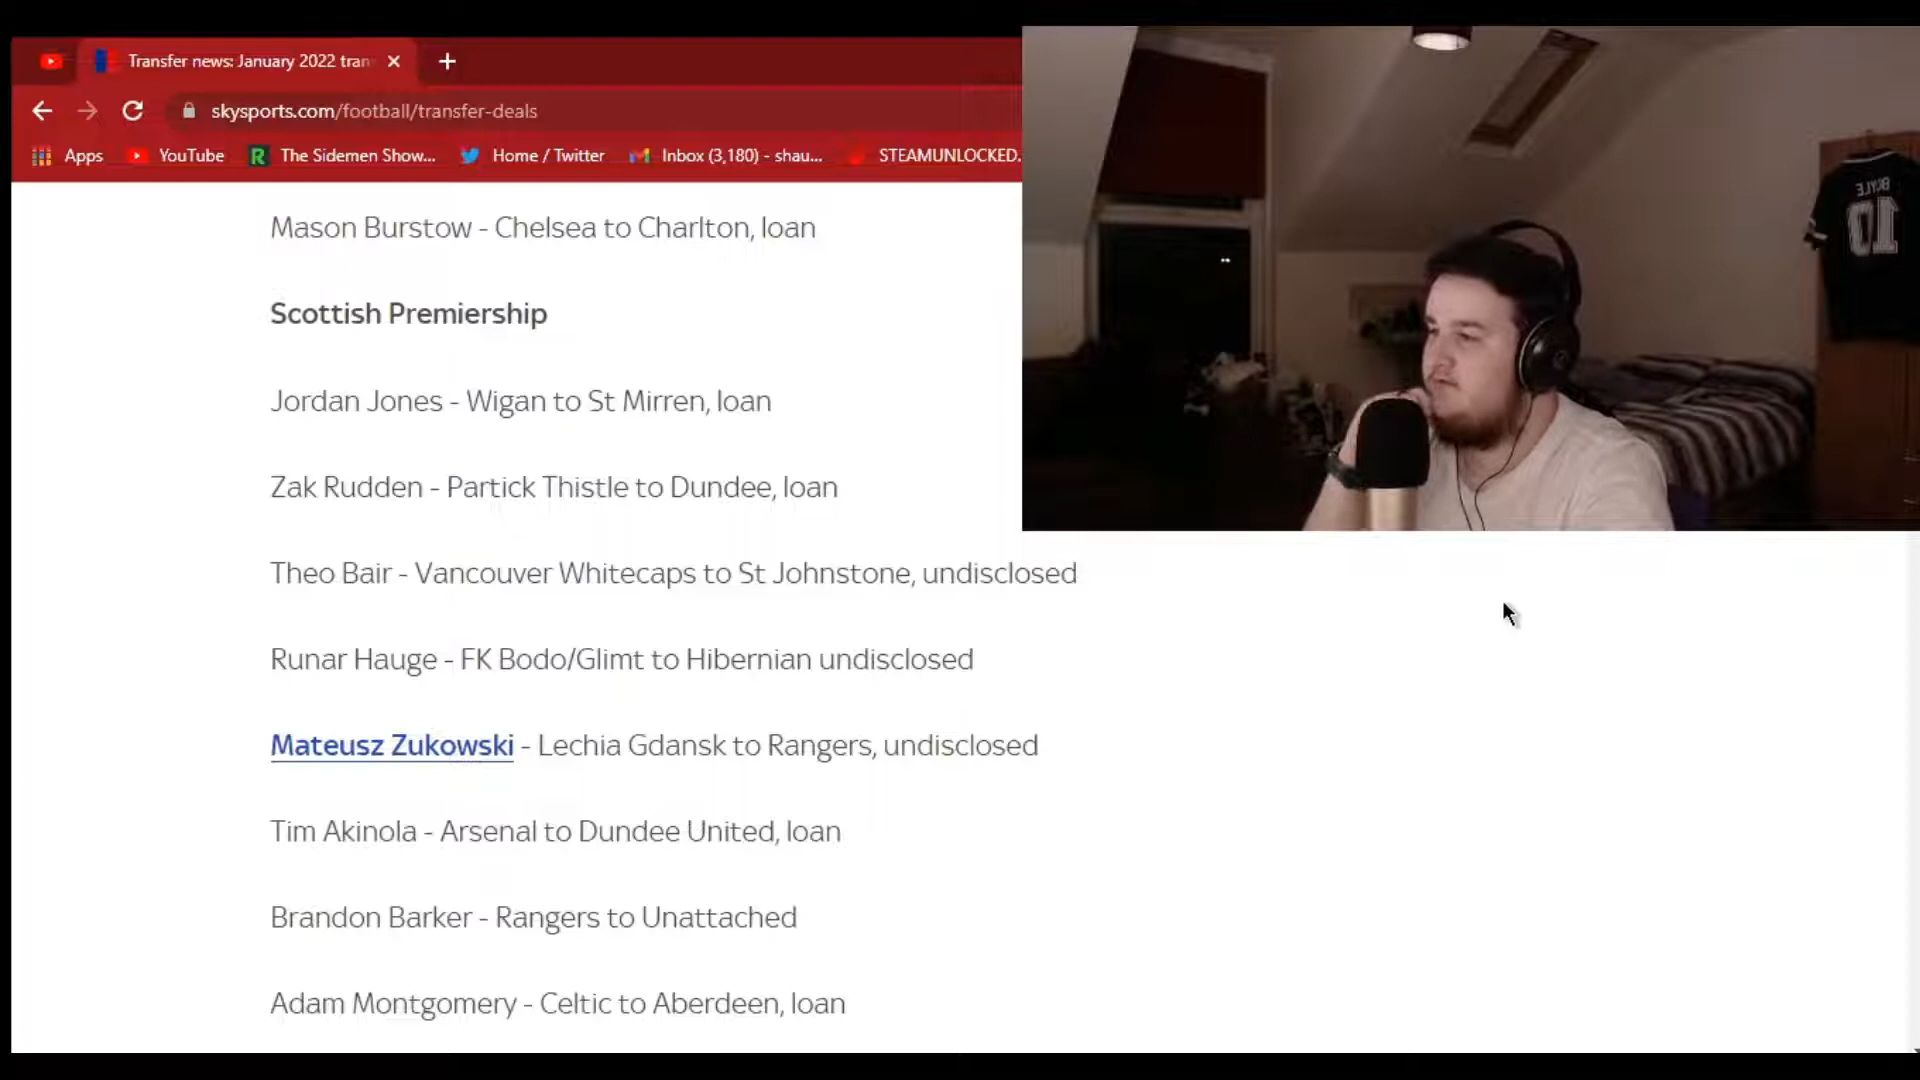 Transfer news: January 2022 tran
skysports.com/football/transfer-deals
Apps YouTube The Sidemen Show... Home / Twitter Inbox (3,180) - shau... STEAMUNLOCKED.
BOYLE
10
Mason Burstow - Chelsea to Charlton, loan
Scottish Premiership
Jordan Jones - Wigan to St Mirren, loan
Zak Rudden - Partick Thistle to Dundee, loan
Theo Bair - Vancouver Whitecaps to St Johnstone, undisclosed
Runar Hauge - FK Bodo/Glimt to Hibernian undisclosed
Mateusz Zukowski - Lechia Gdansk to Rangers, undisclosed
Tim Akinola - Arsenal to Dundee United, loan
Brandon Barker - Rangers to Unattached
Adam Montgomery - Celtic to Aberdeen, loan